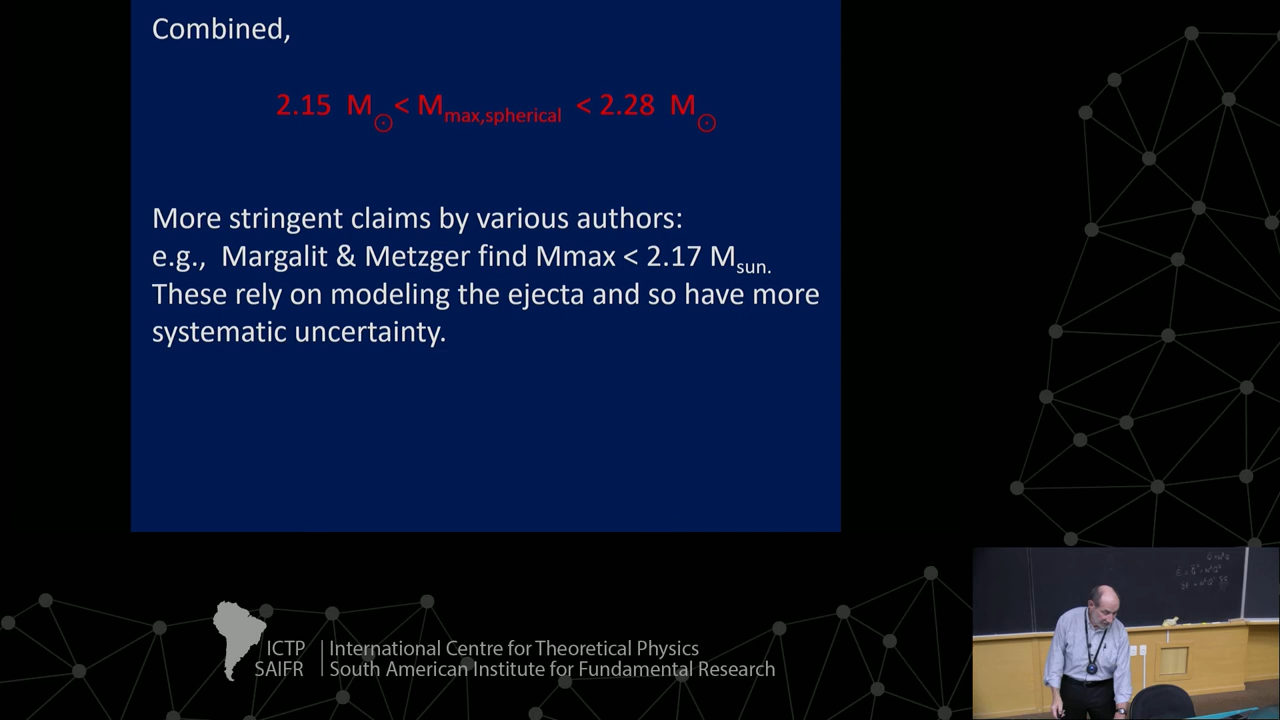 Combined,
2.15 M☉ < Mmax,spherical < 2.28 M☉
More stringent claims by various authors:
e.g., Margalit & Metzger find Mmax < 2.17 Msun.
These rely on modeling the ejecta and so have more
systematic uncertainty.
ICTP | International Centre for Theoretical Physics
SAIFR | South American Institute for Fundamental Research